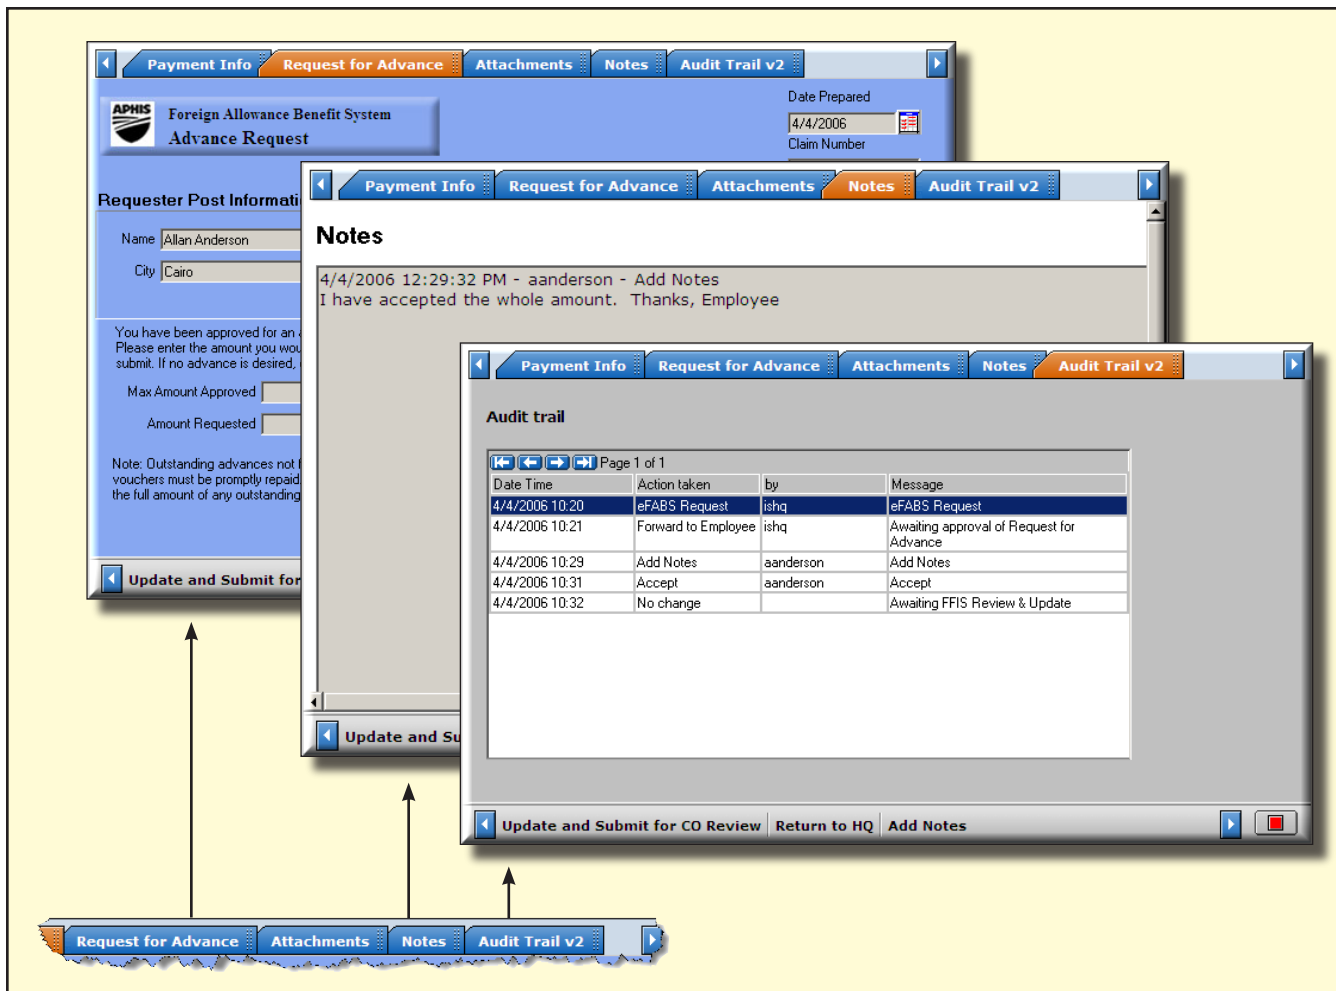 Payment Info Request for Advance Attachments Notes Audit Trail v2
APHIS
Foreign Allowance Benefit System
Advance Request
Date Prepared
4/4/2006
Claim Number
Requester Post Informati
Name Allan Anderson
City Cairo
You have been approved for an
Please enter the amount you wou
submit. If no advance is desired,
Max Amount Approved
Amount Requested
Note: Outstanding advances not
vouchers must be promptly repaid
the full amount of any outstanding
Update and Submit for
Payment Info Request for Advance Attachments Notes Audit Trail v2
Notes
4/4/2006 12:29:32 PM - aanderson - Add Notes
I have accepted the whole amount. Thanks, Employee
Update and Su
Payment Info Request for Advance Attachments Notes Audit Trail v2
Audit trail
Page 1 of 1
Date Time Action taken by Message
4/4/2006 10:20 eFABS Request ishq eFABS Request
4/4/2006 10:21 Forward to Employee ishq Awaiting approval of Request for
Advance
4/4/2006 10:29 Add Notes aanderson Add Notes
4/4/2006 10:31 Accept aanderson Accept
4/4/2006 10:32 No change Awaiting FFIS Review & Update
Update and Submit for CO Review Return to HQ Add Notes
Request for Advance Attachments Notes Audit Trail v2